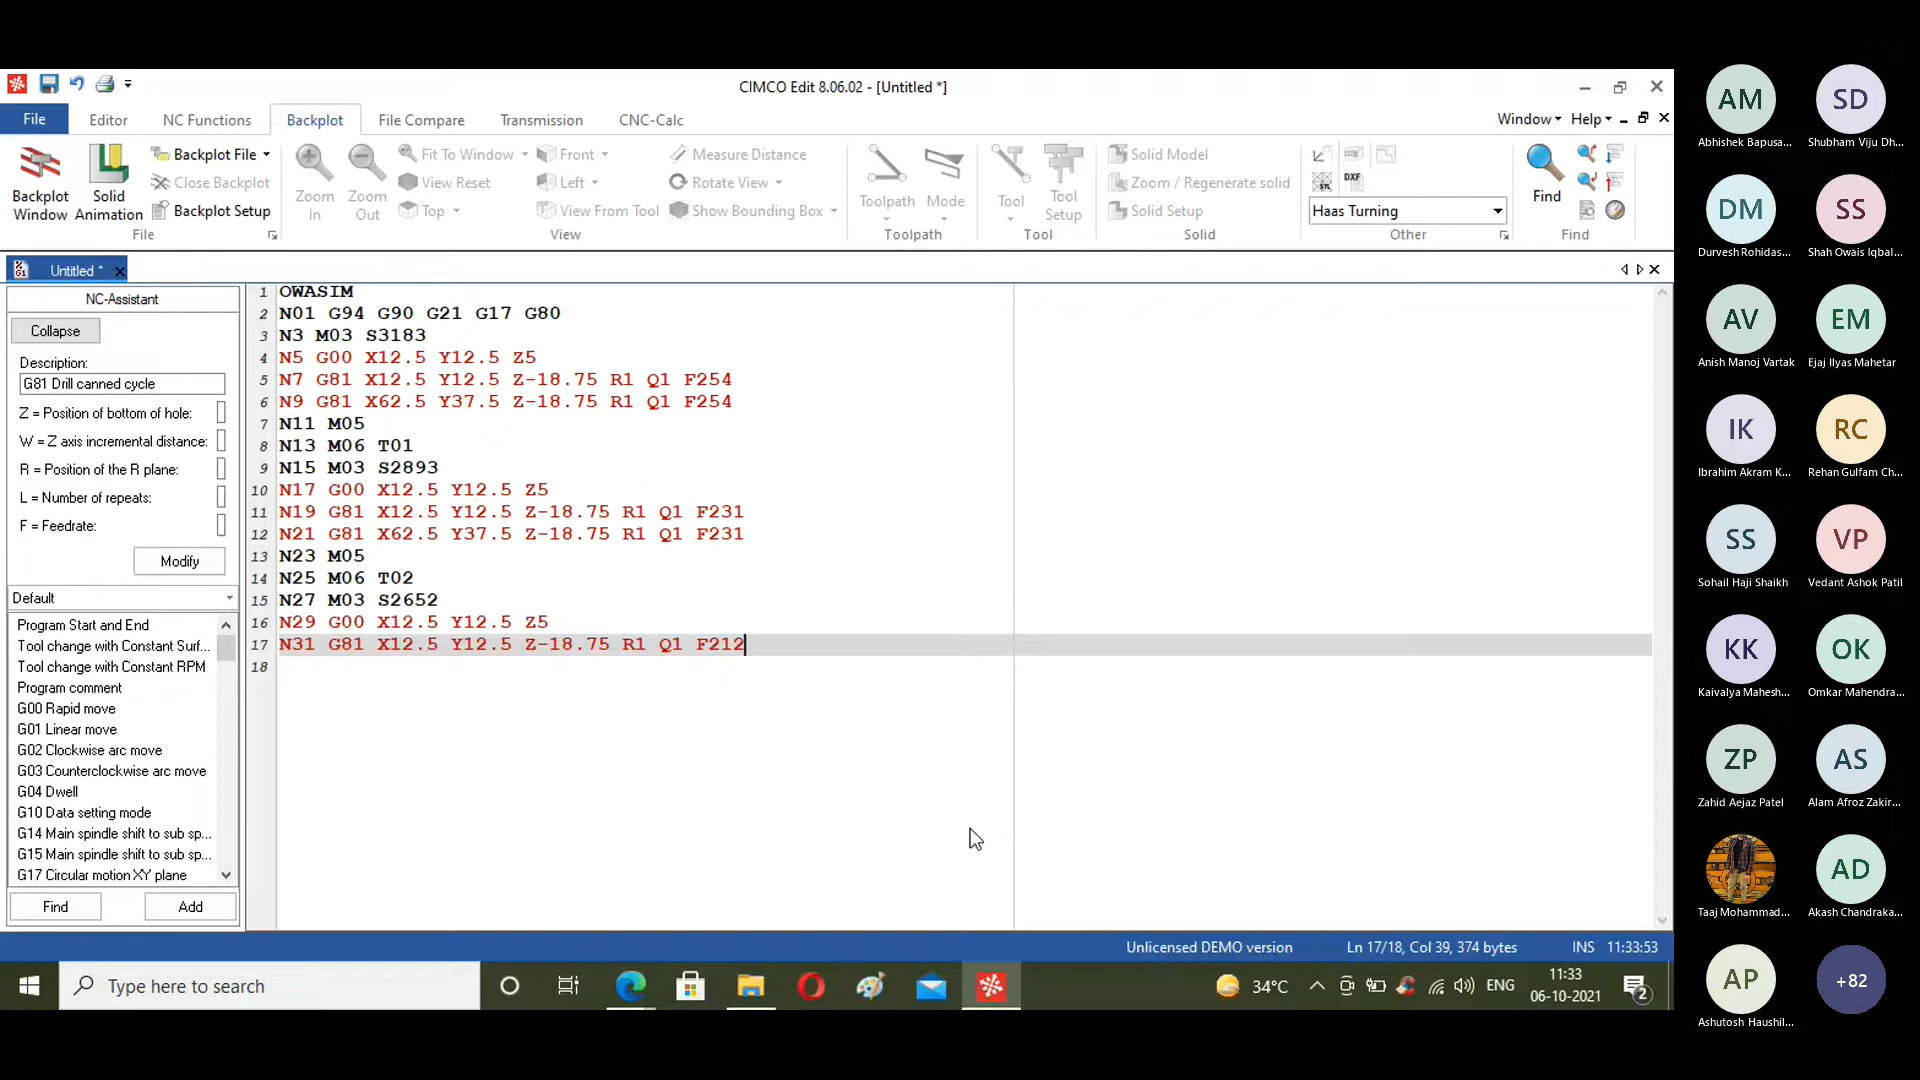 CIMCO Edit 8.06.02 - [Untitled *]
File
Editor
NC Functions
Backplot
File Compare
Transmission
CNC-Calc
Window
Help
Backplot Window
Solid Animation
Backplot File
Close Backplot
Backplot Setup
File
Zoom In
Zoom Out
Fit To Window
View Reset
Top
Front
Left
View From Tool
Measure Distance
Rotate View
Show Bounding Box
View
Toolpath
Mode
Toolpath
Tool
Tool Setup
Tool
Solid Model
Zoom / Regenerate solid
Solid Setup
Solid
STL
DXF
Haas Turning
Other
Find
Find
Untitled *
NC-Assistant
Collapse
Description:
G81 Drill canned cycle
Z = Position of bottom of hole:
W = Z axis incremental distance:
R = Position of the R plane:
L = Number of repeats:
F = Feedrate:
Modify
Default
Program Start and End
Tool change with Constant Surf...
Tool change with Constant RPM
Program comment
G00 Rapid move
G01 Linear move
G02 Clockwise arc move
G03 Counterclockwise arc move
G04 Dwell
G10 Data setting mode
G14 Main spindle shift to sub sp...
G15 Main spindle shift to sub sp...
G17 Circular motion XY plane
Find
Add
1 OWASIM
2 N01 G94 G90 G21 G17 G80
3 N3 M03 S3183
4 N5 G00 X12.5 Y12.5 Z5
5 N7 G81 X12.5 Y12.5 Z-18.75 R1 Q1 F254
6 N9 G81 X62.5 Y37.5 Z-18.75 R1 Q1 F254
7 N11 M05
8 N13 M06 T01
9 N15 M03 S2893
10 N17 G00 X12.5 Y12.5 Z5
11 N19 G81 X12.5 Y12.5 Z-18.75 R1 Q1 F231
12 N21 G81 X62.5 Y37.5 Z-18.75 R1 Q1 F231
13 N23 M05
14 N25 M06 T02
15 N27 M03 S2652
16 N29 G00 X12.5 Y12.5 Z5
17 N31 G81 X12.5 Y12.5 Z-18.75 R1 Q1 F212
18
Unlicensed DEMO version
Ln 17/18, Col 39, 374 bytes
INS
11:33:53
Type here to search
34°C
ENG
11:33
06-10-2021
2
AM
Abhishek Bapusa...
SD
Shubham Viju Dh...
DM
Durvesh Rohidas...
SS
Shah Owais Iqbal...
AV
Anish Manoj Vartak
EM
Ejaj Ilyas Mahetar
IK
Ibrahim Akram K...
RC
Rehan Gulfam Ch...
SS
Sohail Haji Shaikh
VP
Vedant Ashok Patil
KK
Kaivalya Mahesh...
OK
Omkar Mahendra...
ZP
Zahid Aejaz Patel
AS
Alam Afroz Zakir...
Taaj Mohammad...
AD
Akash Chandraka...
AP
Ashutosh Haushil...
+82